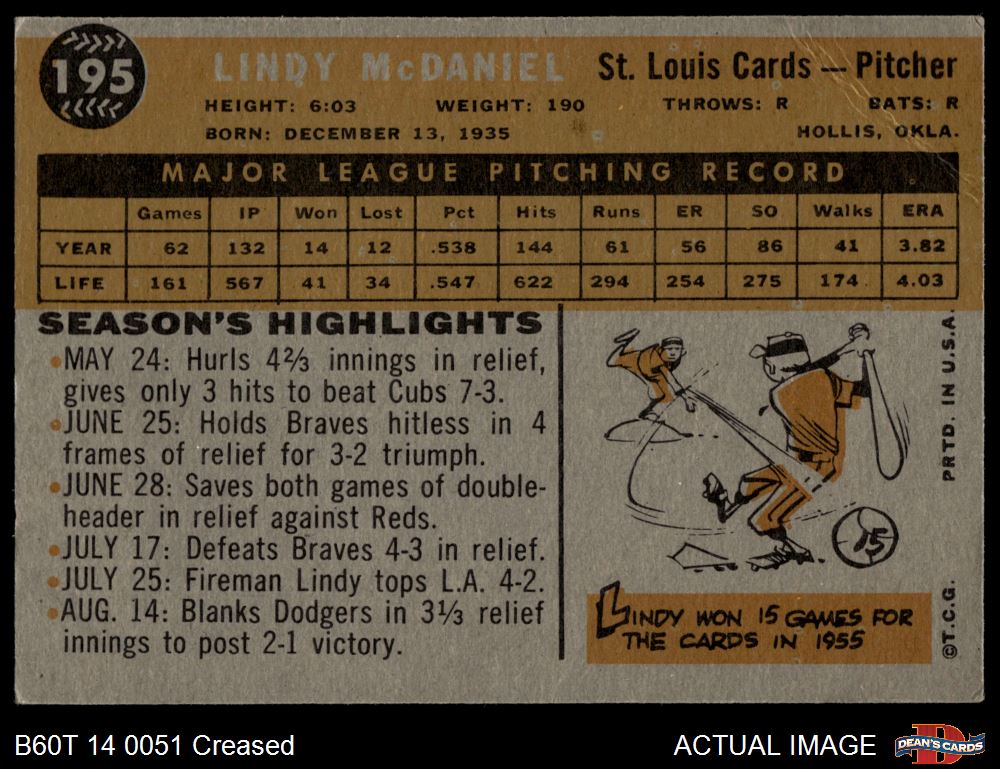 195
LINDY McDANIEL St. Louis Cards — Pitcher
HEIGHT: 6:03 WEIGHT: 190 THROWS: R BATS: R
BORN: DECEMBER 13, 1935 HOLLIS, OKLA.
MAJOR LEAGUE PITCHING RECORD
Games IP Won Lost Pct Hits Runs ER SO Walks ERA
YEAR 62 132 14 12 .538 144 61 56 86 41 3.82
LIFE 161 567 41 34 .547 622 294 254 275 174 4.03
SEASON'S HIGHLIGHTS
•MAY 24: Hurls 4⅔ innings in relief,
gives only 3 hits to beat Cubs 7-3.
•JUNE 25: Holds Braves hitless in 4
frames of relief for 3-2 triumph.
•JUNE 28: Saves both games of double-
header in relief against Reds.
•JULY 17: Defeats Braves 4-3 in relief.
•JULY 25: Fireman Lindy tops L.A. 4-2.
•AUG. 14: Blanks Dodgers in 3⅓ relief
innings to post 2-1 victory.
15
LINDY WON 15 GAMES FOR
THE CARDS IN 1955
©T.C.G. PRTD. IN U.S.A.
B60T 14 0051 Creased
ACTUAL IMAGE
DEAN'S CARDS